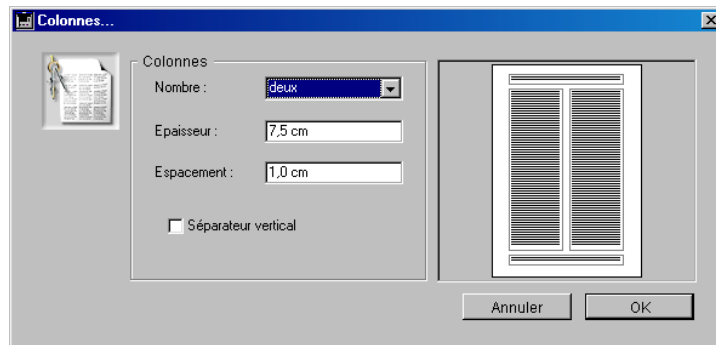 Colonnes...
Colonnes
Nombre : deux
Epaisseur : 7,5 cm
Espacement : 1,0 cm
Séparateur vertical
Annuler OK